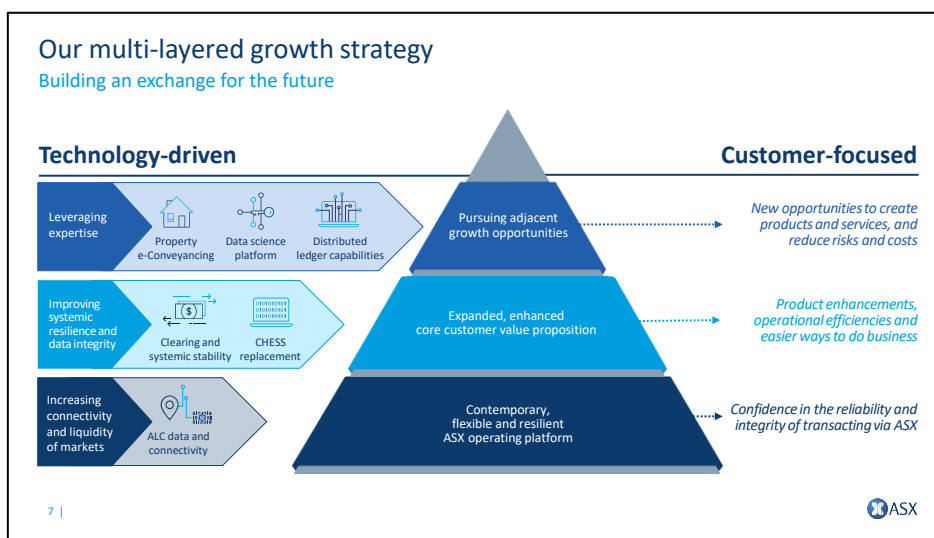 Our multi-layered growth strategy
Building an exchange for the future
Technology-driven
Customer-focused
Leveraging
expertise
Property
e-Conveyancing
Data science
platform
Distributed
ledger capabilities
Pursuing adjacent
growth opportunities
New opportunities to create
products and services, and
reduce risks and costs
Improving
systemic
resilience and
data integrity
($)
Clearing and
systemic stability
0101010101
0101010101
0101010101
CHESS
replacement
Expanded, enhanced
core customer value proposition
Product enhancements,
operational efficiencies and
easier ways to do business
Increasing
connectivity
and liquidity
of markets
ALC data and
connectivity
Contemporary,
flexible and resilient
ASX operating platform
Confidence in the reliability and
integrity of transacting via ASX
7 |
ASX